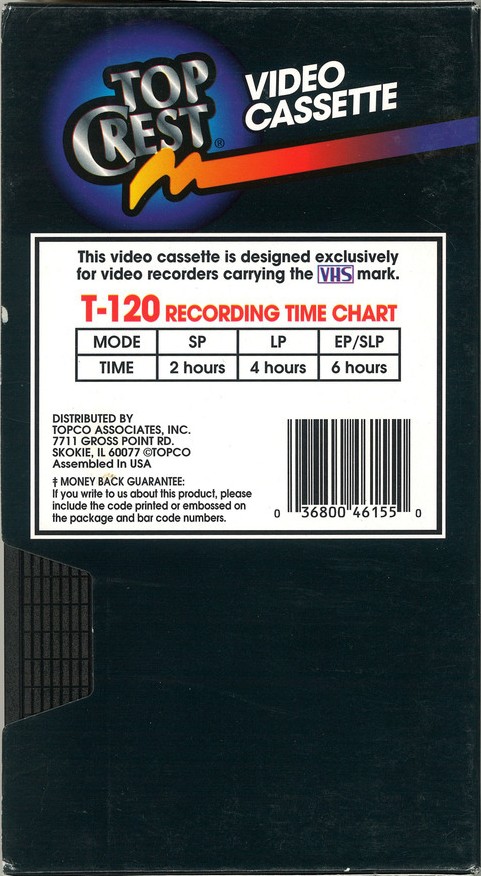 TOP
CREST®
VIDEO
CASSETTE
This video cassette is designed exclusively
for video recorders carrying the VHS mark.
T-120 RECORDING TIME CHART
MODE SP LP EP/SLP
TIME 2 hours 4 hours 6 hours
DISTRIBUTED BY
TOPCO ASSOCIATES, INC.
7711 GROSS POINT RD.
SKOKIE, IL 60077 ©TOPCO
Assembled In USA
‡ MONEY BACK GUARANTEE:
If you write to us about this product, please
include the code printed or embossed on
the package and bar code numbers.
0 36800 46155 0